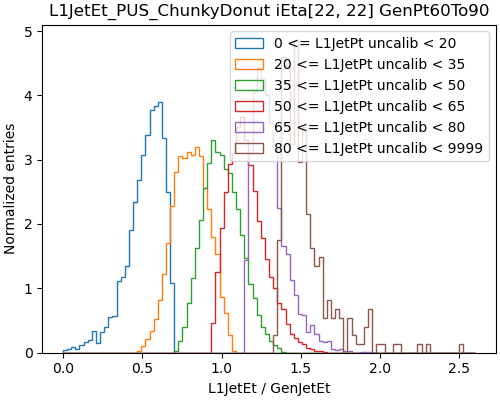 L1JetEt_PUS_ChunkyDonut iEta[22, 22] GenPt60To90
0 <= L1JetPt uncalib < 20
20 <= L1JetPt uncalib < 35
35 <= L1JetPt uncalib < 50
50 <= L1JetPt uncalib < 65
65 <= L1JetPt uncalib < 80
80 <= L1JetPt uncalib < 9999
Normalized entries
5
4
3
2
1
0
0.0 0.5 1.0 1.5 2.0 2.5
L1JetEt / GenJetEt